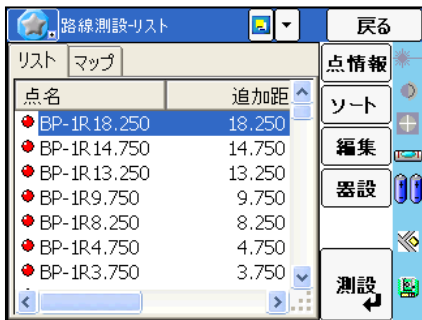 路線測設-リスト
戻る
リスト
マップ
点情報
点名 追加距
ソート
BP-1R18.250 18.250
BP-1R14.750 14.750
編集
BP-1R13.250 13.250
器設
BP-1R9.750 9.750
BP-1R8.250 8.250
BP-1R4.750 4.750
BP-1R3.750 3.750
測設